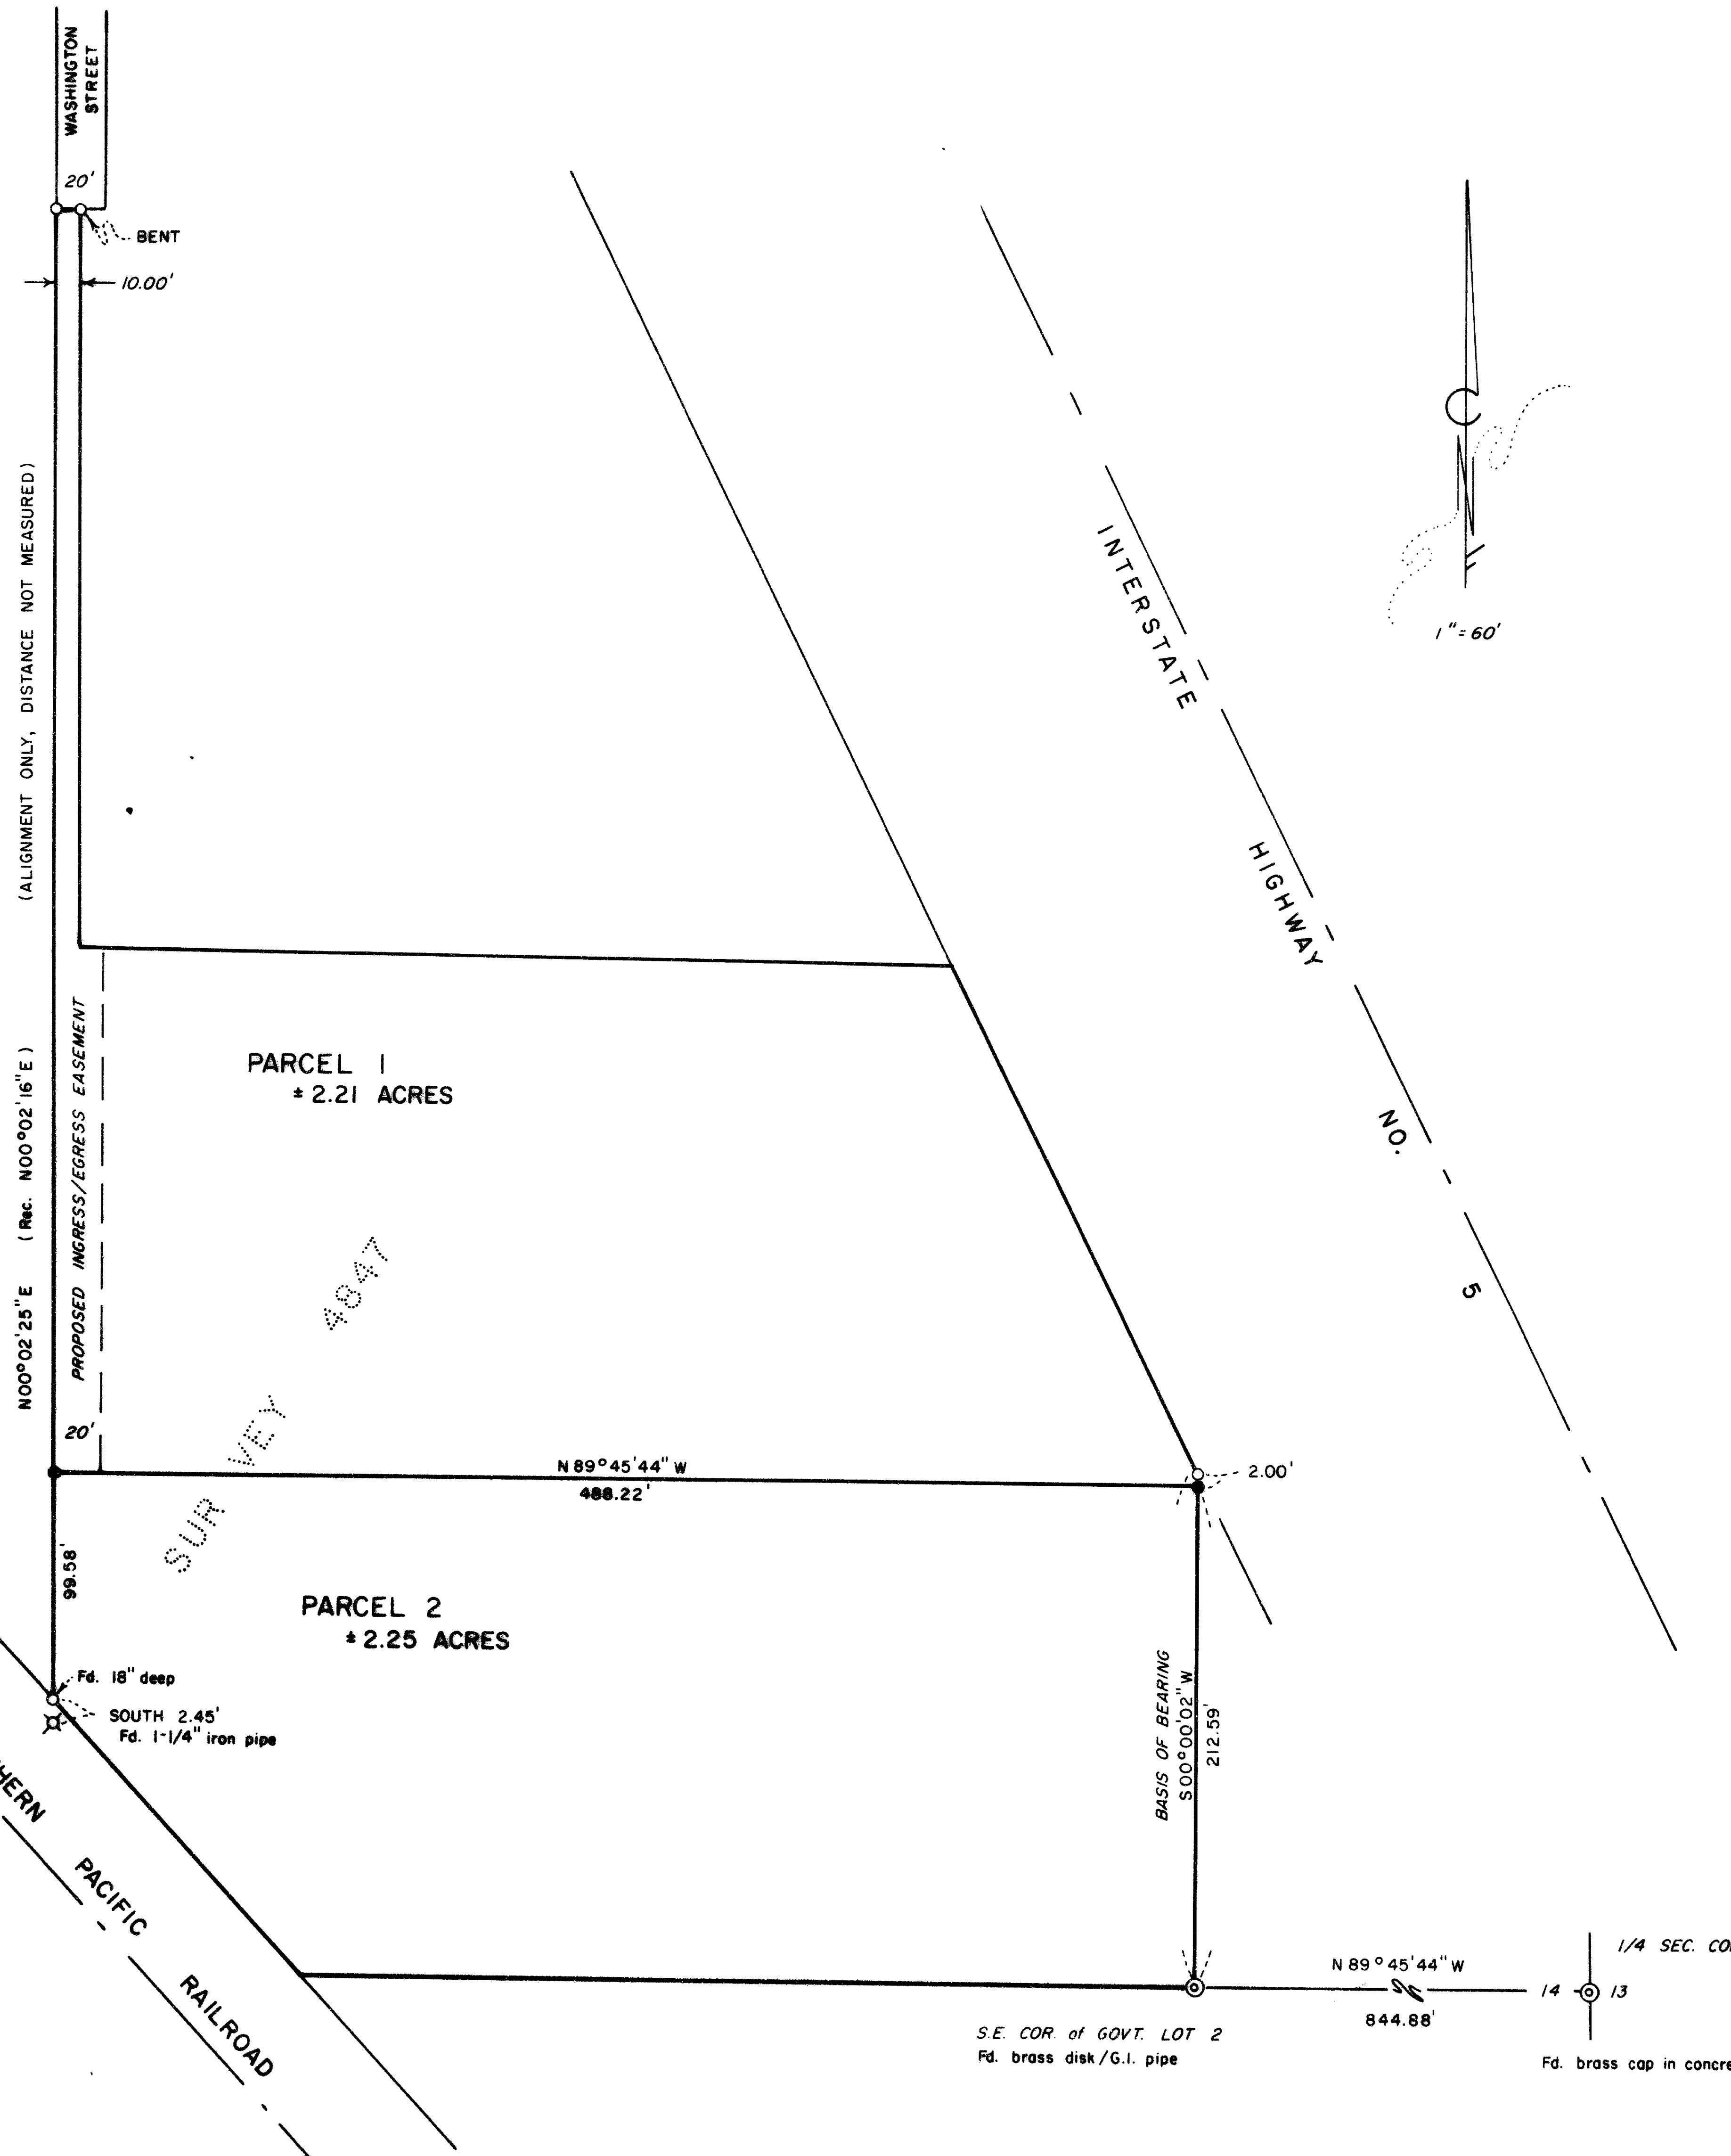 WASHINGTON
STREET
20'
BENT
10.00'
(ALIGNMENT ONLY, DISTANCE NOT MEASURED)
N00°02'25"E (Rec. N00°02'16"E)
PROPOSED INGRESS/EGRESS EASEMENT
20'
INTERSTATE HIGHWAY NO. 5
N
1"=60'
PARCEL 1
± 2.21 ACRES
SURVEY 4847
N89°45'44"W
488.22'
2.00'
99.58'
PARCEL 2
± 2.25 ACRES
Fd. 18" deep
SOUTH 2.45'
Fd. 1-1/4" iron pipe
BASIS OF BEARING
S00°00'02"W
212.59'
HERN PACIFIC RAILROAD
1/4 SEC. CO
N89°45'44"W
14 13
844.88'
S.E. COR. of GOVT. LOT 2
Fd. brass disk/G.I. pipe
Fd. brass cap in concre